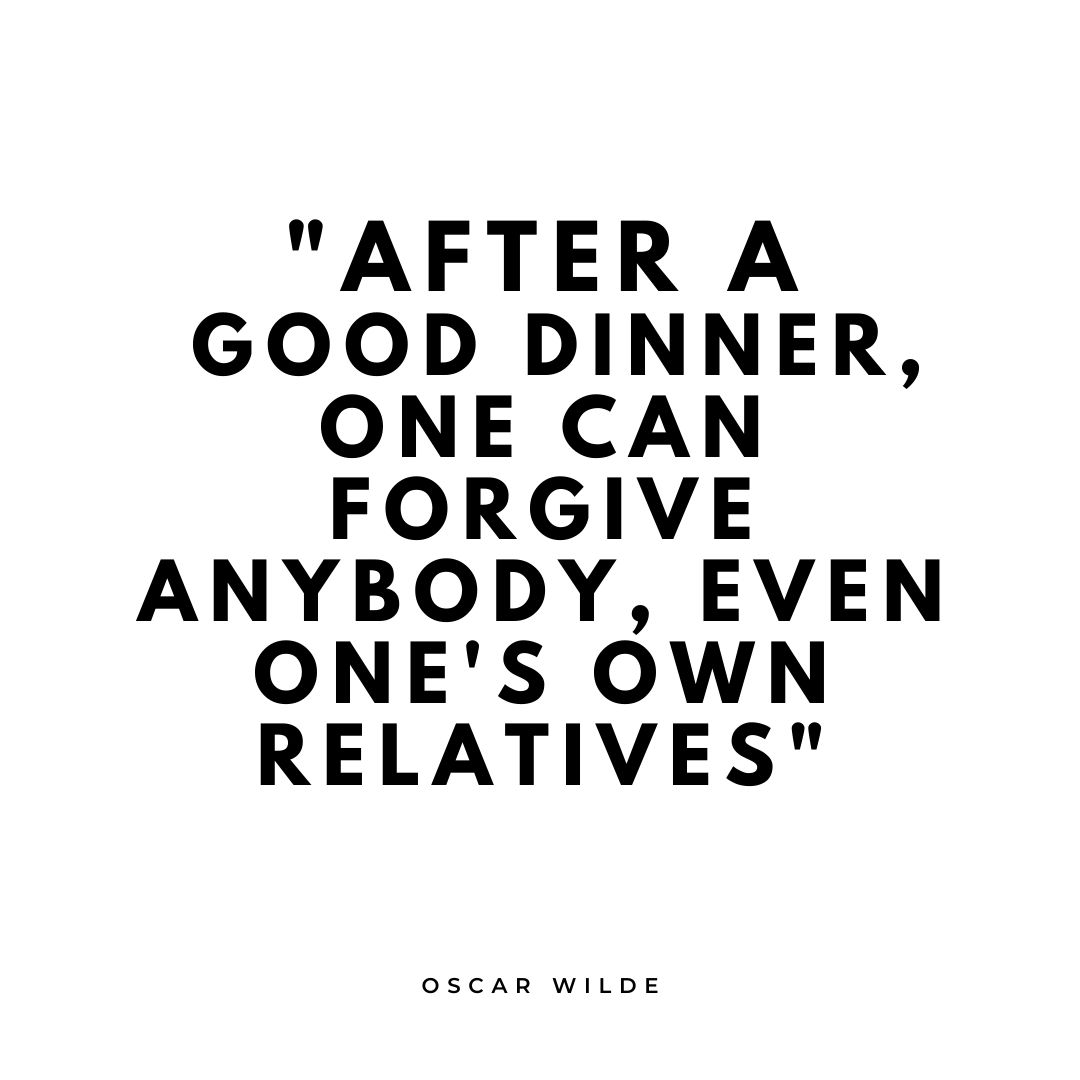 "AFTER A
GOOD DINNER,
ONE CAN
FORGIVE
ANYBODY, EVEN
ONE'S OWN
RELATIVES"
OSCAR WILDE